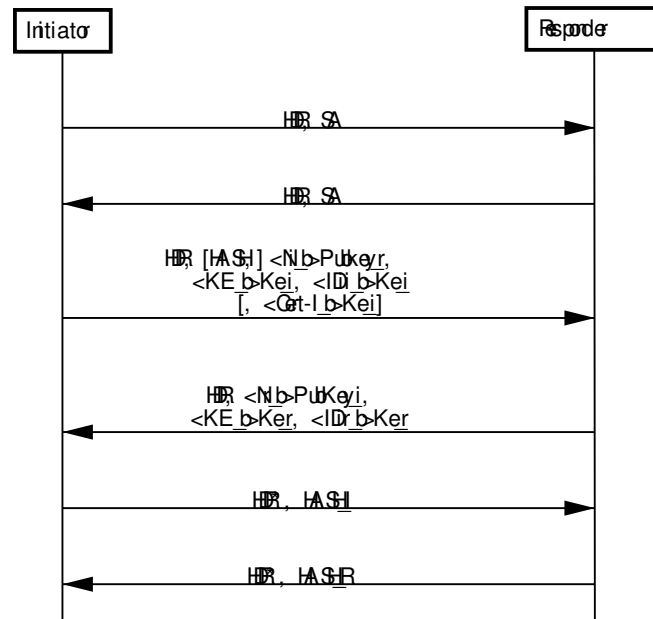 Initiator
Responder
HDR, SA
HDR, SA
HDR, [HASH,] <Ni_b>Pubkey_r,
<KE_b>Ke_i, <IDi_b>Ke_i
[, <Cert-I_b>Ke_i]
HDR, <Nr_b>PubKey_i,
<KE_b>Ke_r, <IDr_b>Ke_r
HDR*, HASH_I
HDR*, HASH_R